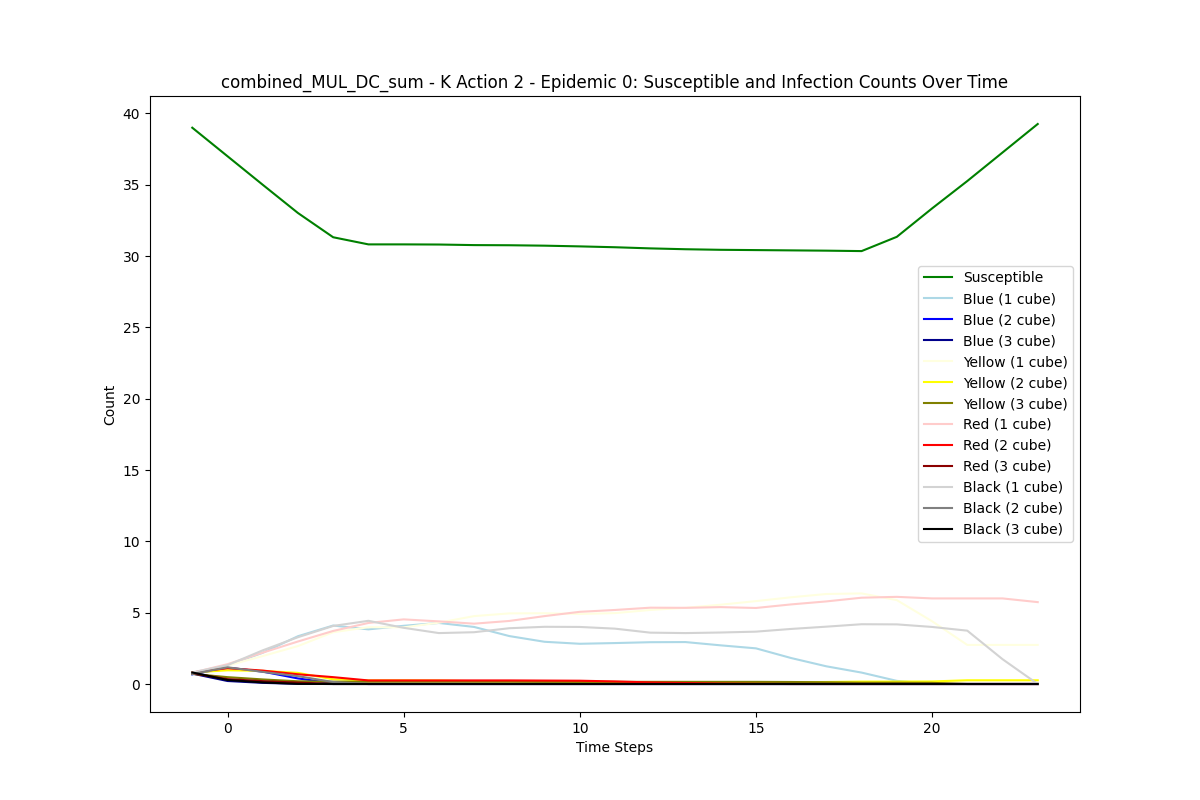 combined_MUL_DC_sum - K Action 2 - Epidemic 0: Susceptible and Infection Counts Over Time
40
35
30
25
20
15
10
5
0
Count
Susceptible
Blue (1 cube)
Blue (2 cube)
Blue (3 cube)
Yellow (1 cube)
Yellow (2 cube)
Yellow (3 cube)
Red (1 cube)
Red (2 cube)
Red (3 cube)
Black (1 cube)
Black (2 cube)
Black (3 cube)
0 5 10 15 20
Time Steps